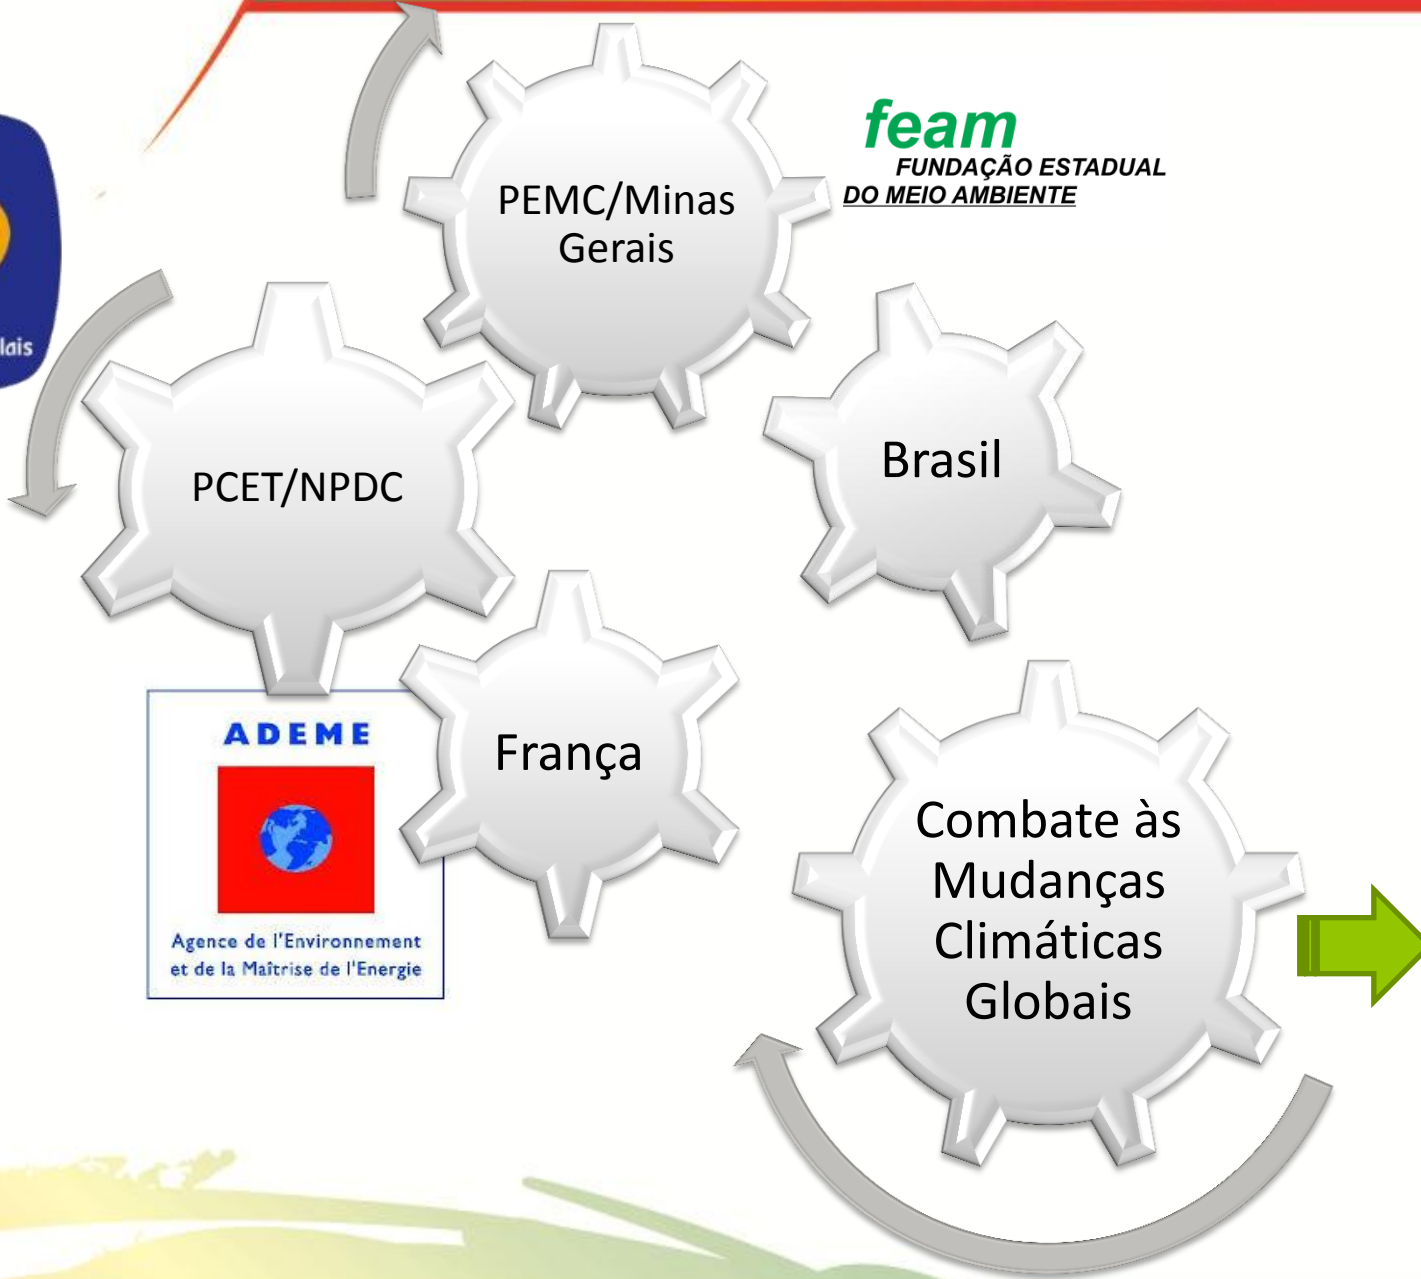 feam
FUNDAÇÃO ESTADUAL
DO MEIO AMBIENTE
PEMC/Minas
Gerais
lais
PCET/NPDC
Brasil
França
ADEME
Agence de l'Environnement
et de la Maîtrise de l'Energie
Combate às
Mudanças
Climáticas
Globais